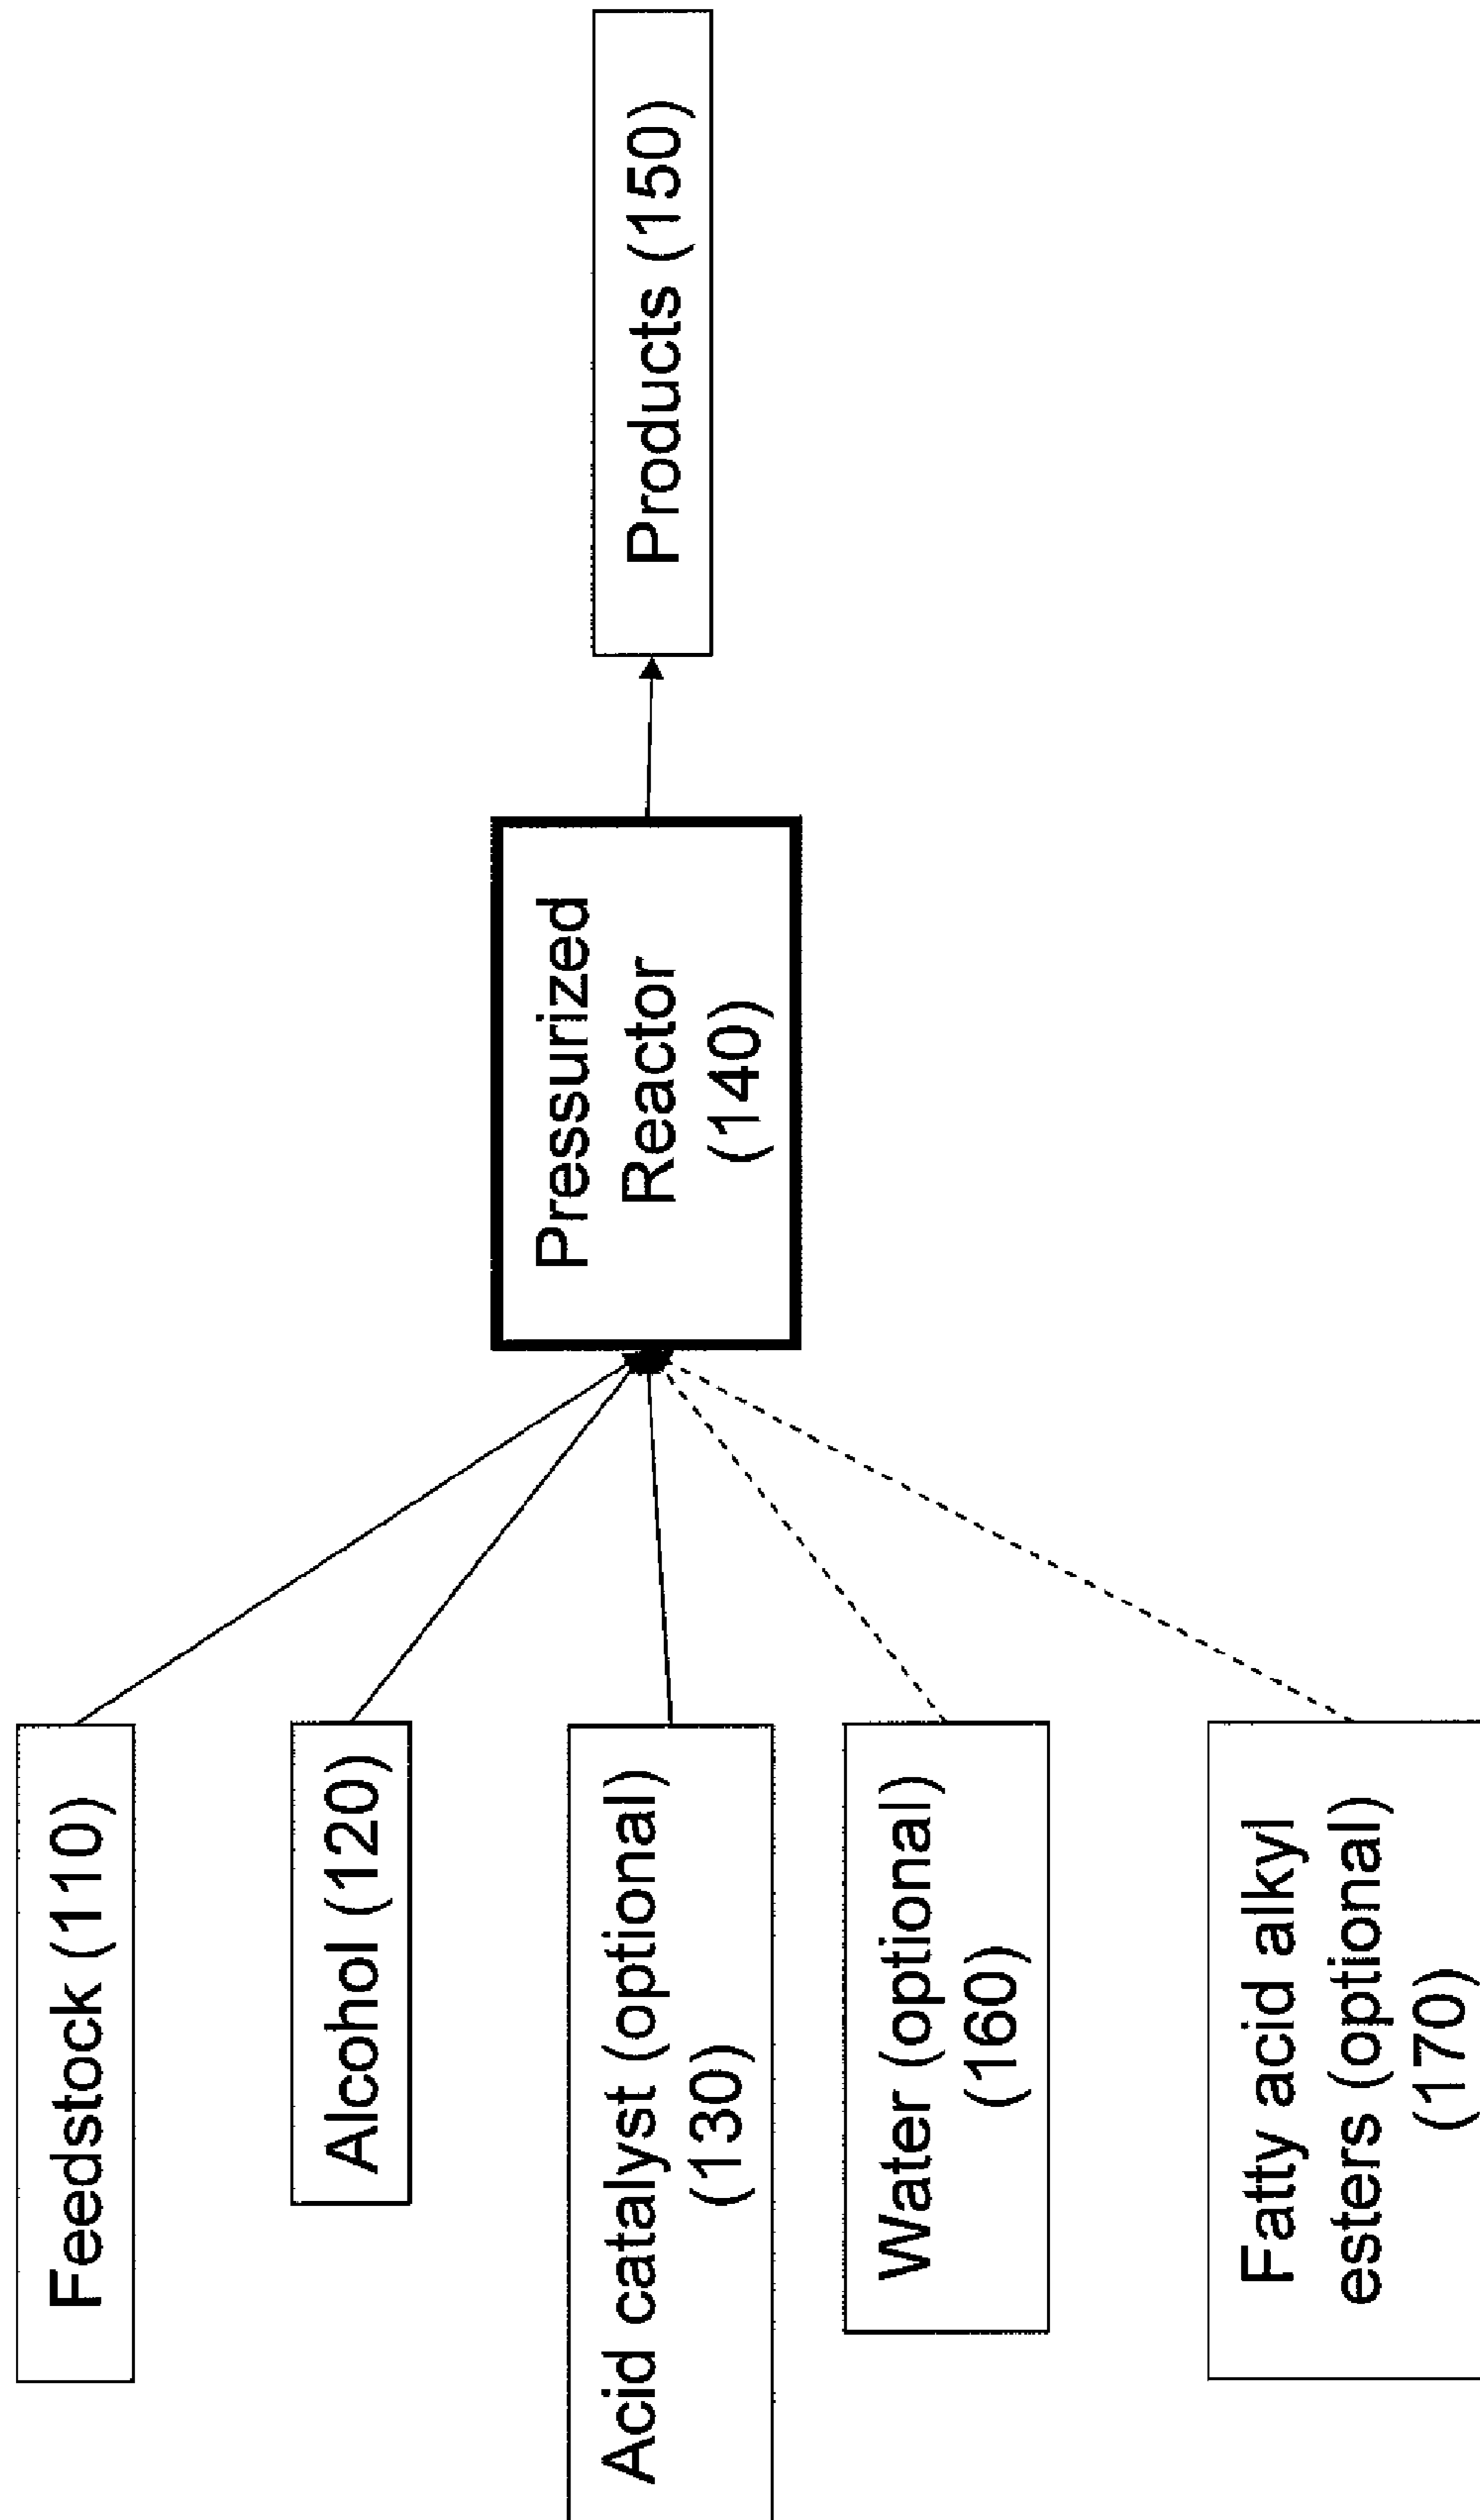 Feedstock (110)
Alcohol (120)
Acid catalyst (optional)
(130)
Water (optional)
(160)
Fatty acid alkyl
esters (optional)
(170)
Pressurized
Reactor
(140)
Products (150)